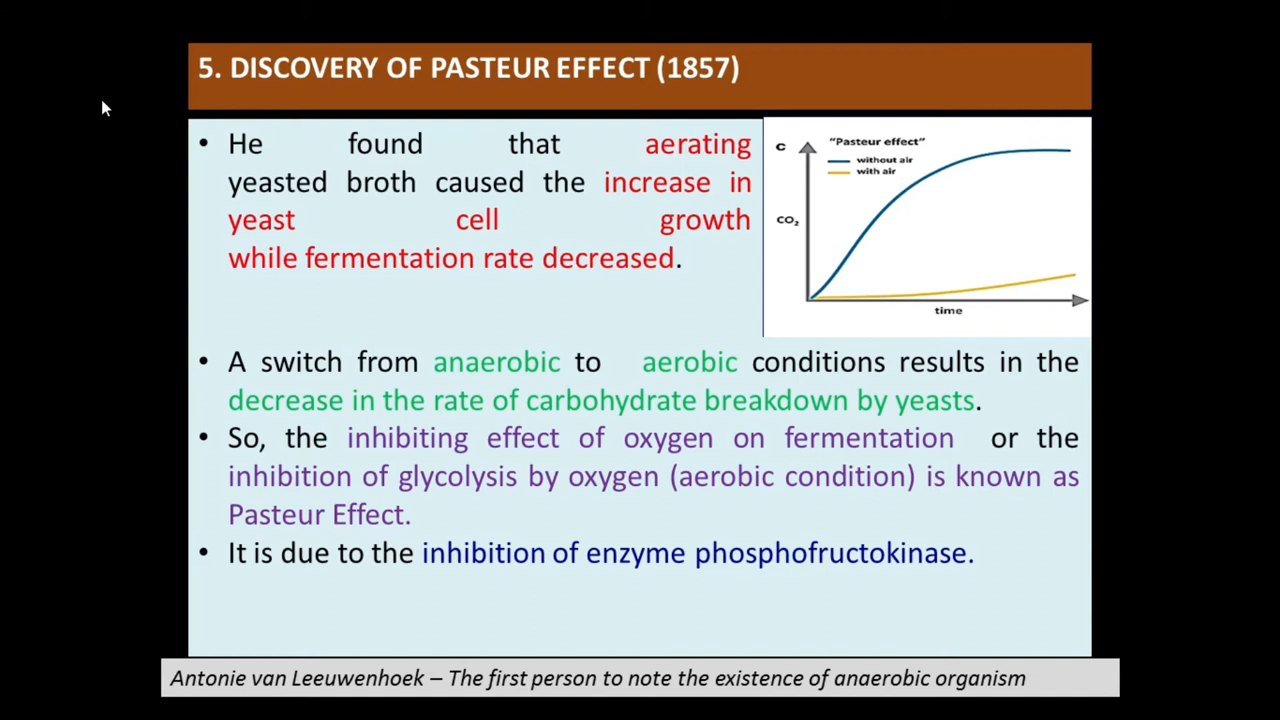 5. DISCOVERY OF PASTEUR EFFECT (1857)
• He found that aerating
yeasted broth caused the increase in
yeast cell growth
while fermentation rate decreased.
C
"Pasteur effect"
without air
with air
CO₂
time
• A switch from anaerobic to aerobic conditions results in the
decrease in the rate of carbohydrate breakdown by yeasts.
• So, the inhibiting effect of oxygen on fermentation or the
inhibition of glycolysis by oxygen (aerobic condition) is known as
Pasteur Effect.
• It is due to the inhibition of enzyme phosphofructokinase.
Antonie van Leeuwenhoek – The first person to note the existence of anaerobic organism